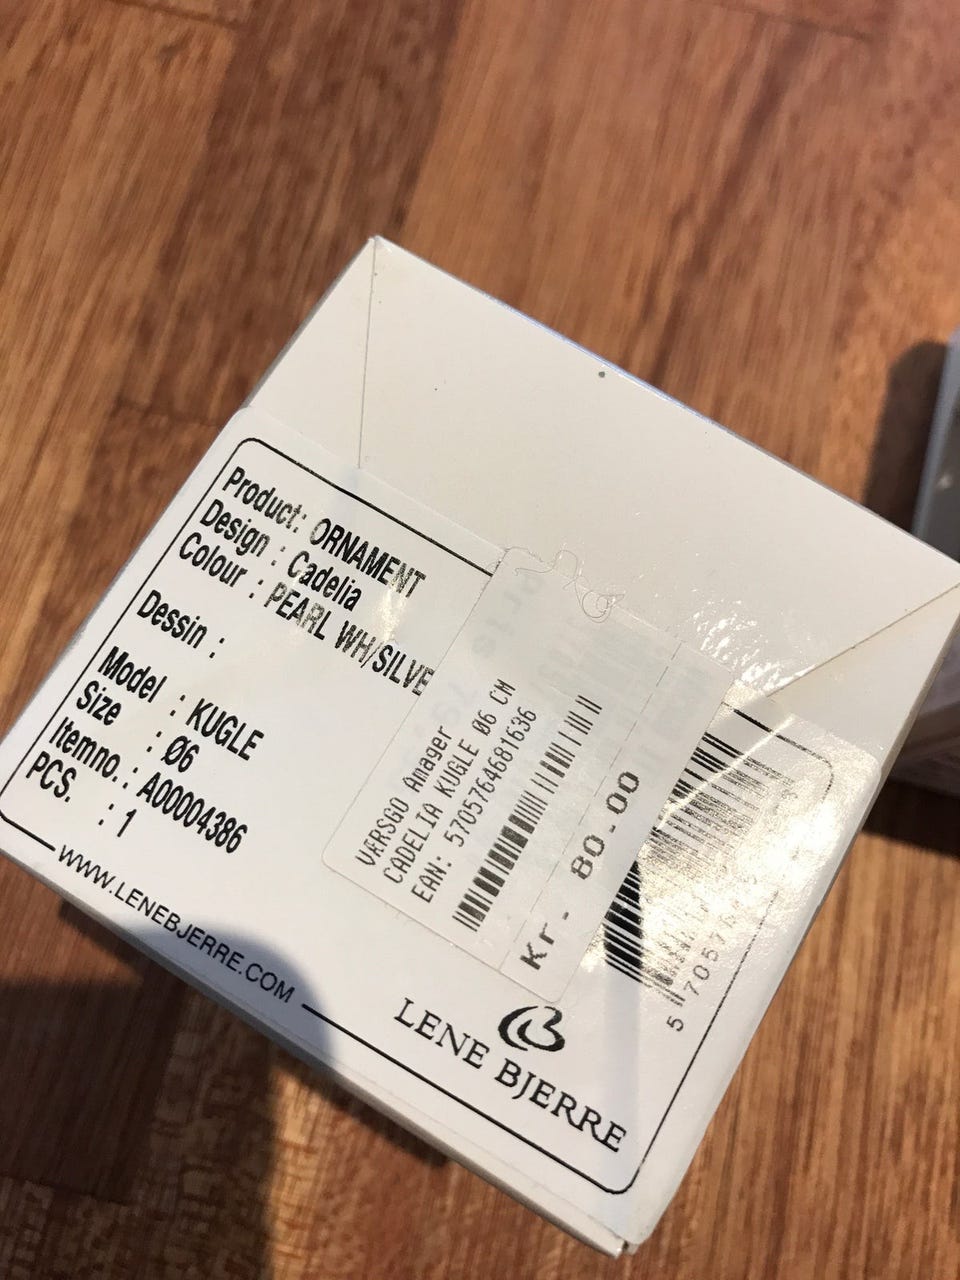 Product: ORNAMENT
Design : Cadelia
Colour : PEARL WH/SILVE
Dessin :
Model : KUGLE
Size : Ø6
Itemno. : A00004386
PCS. : 1
WWW.LENEBJERRE.COM
LENE BJERRE
VÆRSGO Amager
CADELIA KUGLE Ø6 CM
EAN: 5705764681636
Kr. 80.00